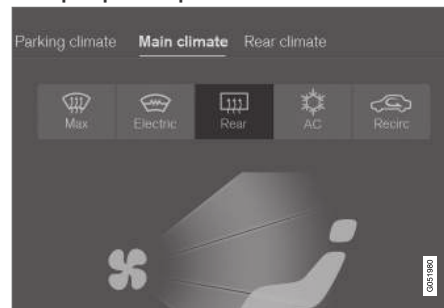 Parking climate Main climate Rear climate
Max Electric Rear AC Recirc
G051980